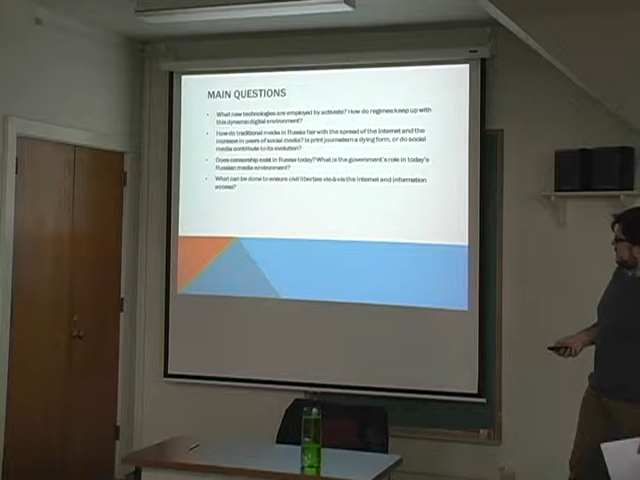 MAIN QUESTIONS
• What new technologies are employed by activists? How do regimes keep up with
this dynamic digital environment?
• How do traditional media in Russia fair with the spread of the Internet and the
increase in users of social media? Is print journalism a dying form, or do social
media contribute to its evolution?
• Does censorship exist in Russia today? What is the government's role in today's
Russian media environment?
• What can be done to ensure civil liberties vis-à-vis the Internet and information
access?